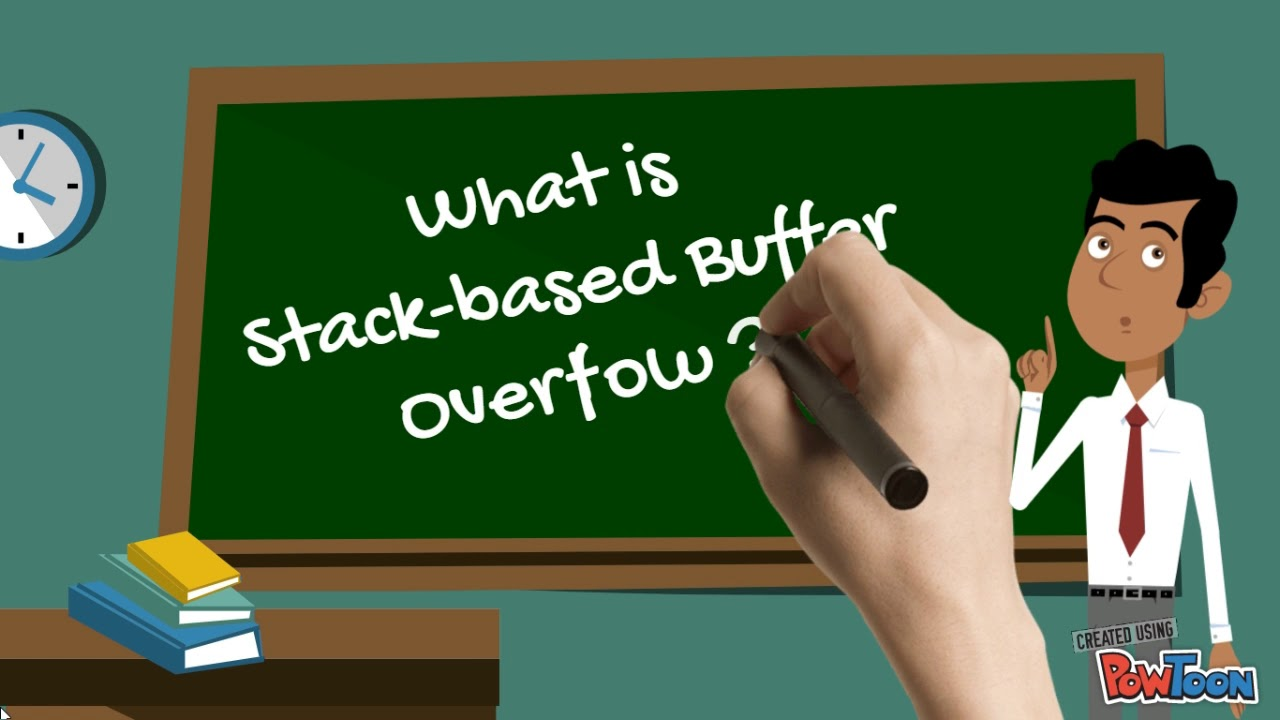 What is
Stack-based Buffer
overfow ?
CREATED USING
POWTOON